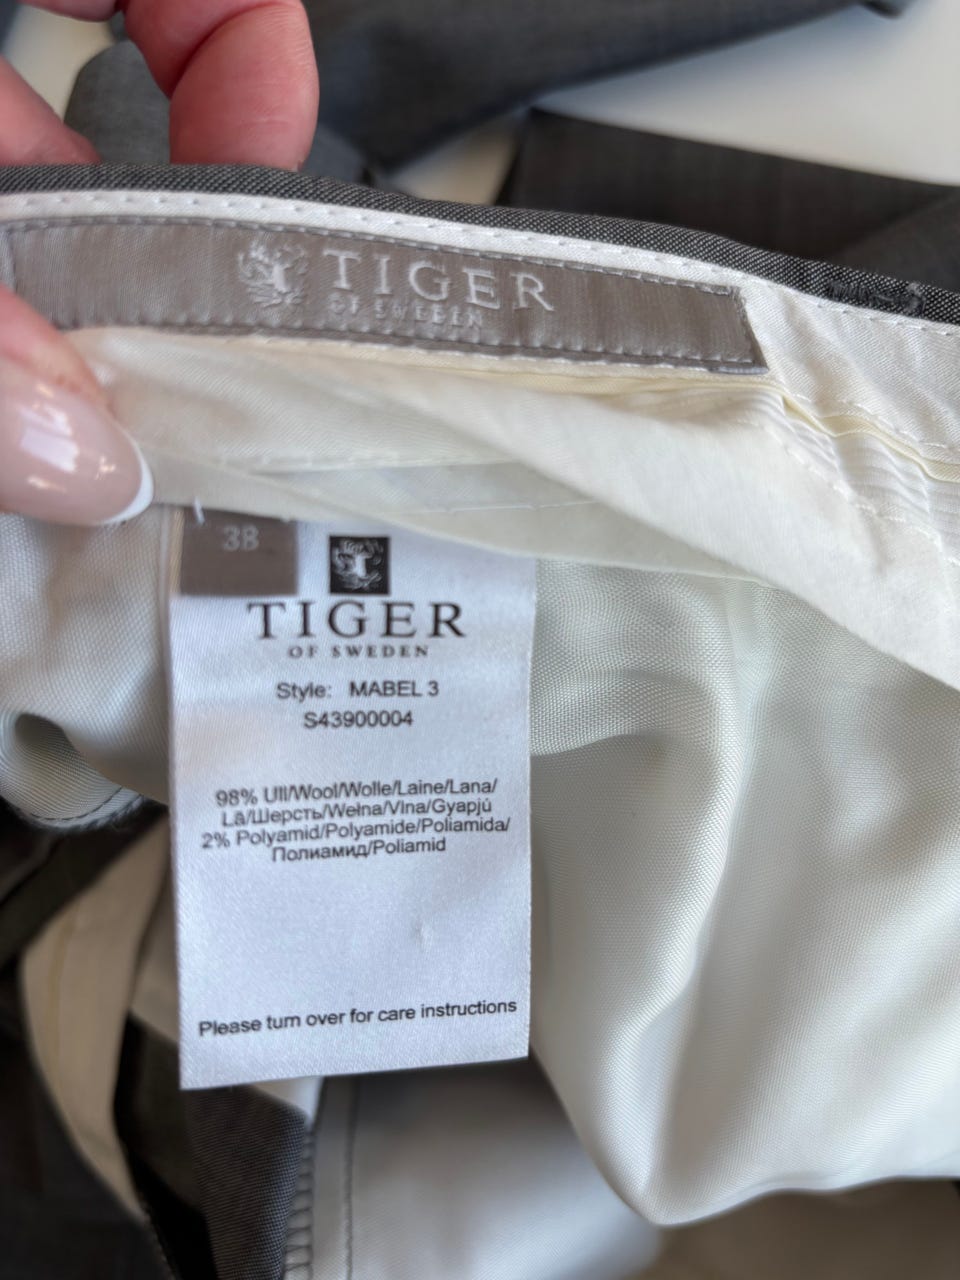 TIGER
OF SWEDEN
38
TIGER
OF SWEDEN
Style: MABEL 3
S43900004
98% Ull/Wool/Wolle/Laine/Lana/
Lã/Шерсть/Wełna/Vlna/Gyapjú
2% Polyamid/Polyamide/Poliamida/
Полиамид/Poliamid
Please turn over for care instructions